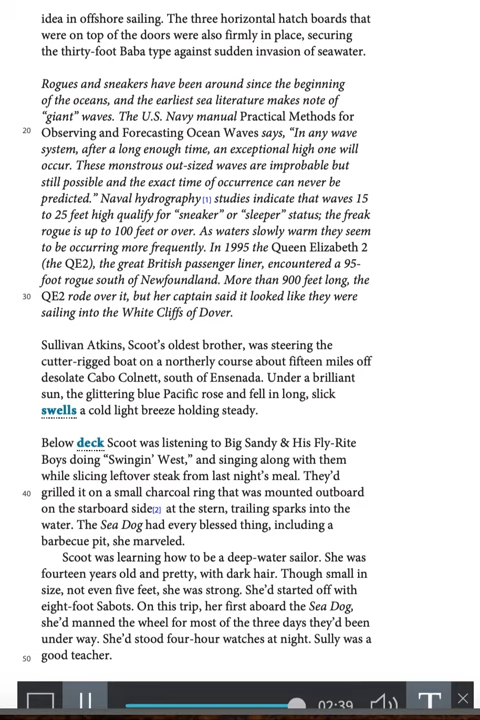 idea in offshore sailing. The three horizontal hatch boards that
were on top of the doors were also firmly in place, securing
the thirty-foot Baba type against sudden invasion of seawater.
Rogues and sneakers have been around since the beginning
of the oceans, and the earliest sea literature makes note of
“giant” waves. The U.S. Navy manual Practical Methods for
20 Observing and Forecasting Ocean Waves says, “In any wave
system, after a long enough time, an exceptional high one will
occur. These monstrous out-sized waves are improbable but
still possible and the exact time of occurrence can never be
predicted.” Naval hydrography[1] studies indicate that waves 15
to 25 feet high qualify for “sneaker” or “sleeper” status; the freak
rogue is up to 100 feet or over. As waters slowly warm they seem
to be occurring more frequently. In 1995 the Queen Elizabeth 2
(the QE2), the great British passenger liner, encountered a 95-
foot rogue south of Newfoundland. More than 900 feet long, the
30 QE2 rode over it, but her captain said it looked like they were
sailing into the White Cliffs of Dover.
Sullivan Atkins, Scoot’s oldest brother, was steering the
cutter-rigged boat on a northerly course about fifteen miles off
desolate Cabo Colnett, south of Ensenada. Under a brilliant
sun, the glittering blue Pacific rose and fell in long, slick
swells a cold light breeze holding steady.
Below deck Scoot was listening to Big Sandy & His Fly-Rite
Boys doing “Swingin’ West,” and singing along with them
while slicing leftover steak from last night’s meal. They’d
40 grilled it on a small charcoal ring that was mounted outboard
on the starboard side[2] at the stern, trailing sparks into the
water. The Sea Dog had every blessed thing, including a
barbecue pit, she marveled.
Scoot was learning how to be a deep-water sailor. She was
fourteen years old and pretty, with dark hair. Though small in
size, not even five feet, she was strong. She’d started off with
eight-foot Sabots. On this trip, her first aboard the Sea Dog,
she’d manned the wheel for most of the three days they’d been
under way. She’d stood four-hour watches at night. Sully was a
50 good teacher.
02:39 T